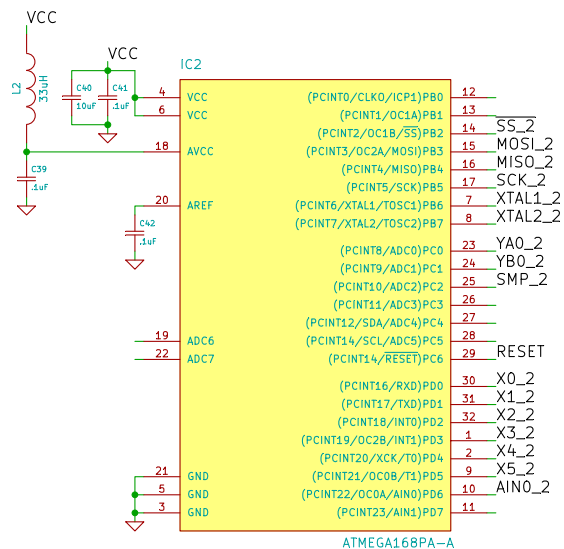 VCC
VCC
IC2
L2
33uH
C40
10uF
C41
.1uF
C39
.1uF
C42
.1uF
4 VCC
6 VCC
18 AVCC
20 AREF
19 ADC6
22 ADC7
21 GND
5 GND
3 GND
(PCINT0/CLKO/ICP1)PB0 12
(PCINT1/OC1A)PB1 13
(PCINT2/OC1B/SS)PB2 14 SS_2
(PCINT3/OC2A/MOSI)PB3 15 MOSI_2
(PCINT4/MISO)PB4 16 MISO_2
(PCINT5/SCK)PB5 17 SCK_2
(PCINT6/XTAL1/TOSC1)PB6 7 XTAL1_2
(PCINT7/XTAL2/TOSC2)PB7 8 XTAL2_2
(PCINT8/ADC0)PC0 23 YA0_2
(PCINT9/ADC1)PC1 24 YB0_2
(PCINT10/ADC2)PC2 25 SMP_2
(PCINT11/ADC3)PC3 26
(PCINT12/SDA/ADC4)PC4 27
(PCINT14/SCL/ADC5)PC5 28
(PCINT14/RESET)PC6 29 RESET
(PCINT16/RXD)PD0 30 X0_2
(PCINT17/TXD)PD1 31 X1_2
(PCINT18/INT0)PD2 32 X2_2
(PCINT19/OC2B/INT1)PD3 1 X3_2
(PCINT20/XCK/T0)PD4 2 X4_2
(PCINT21/OC0B/T1)PD5 9 X5_2
(PCINT22/OC0A/AIN0)PD6 10 AIN0_2
(PCINT23/AIN1)PD7 11
ATMEGA168PA-A